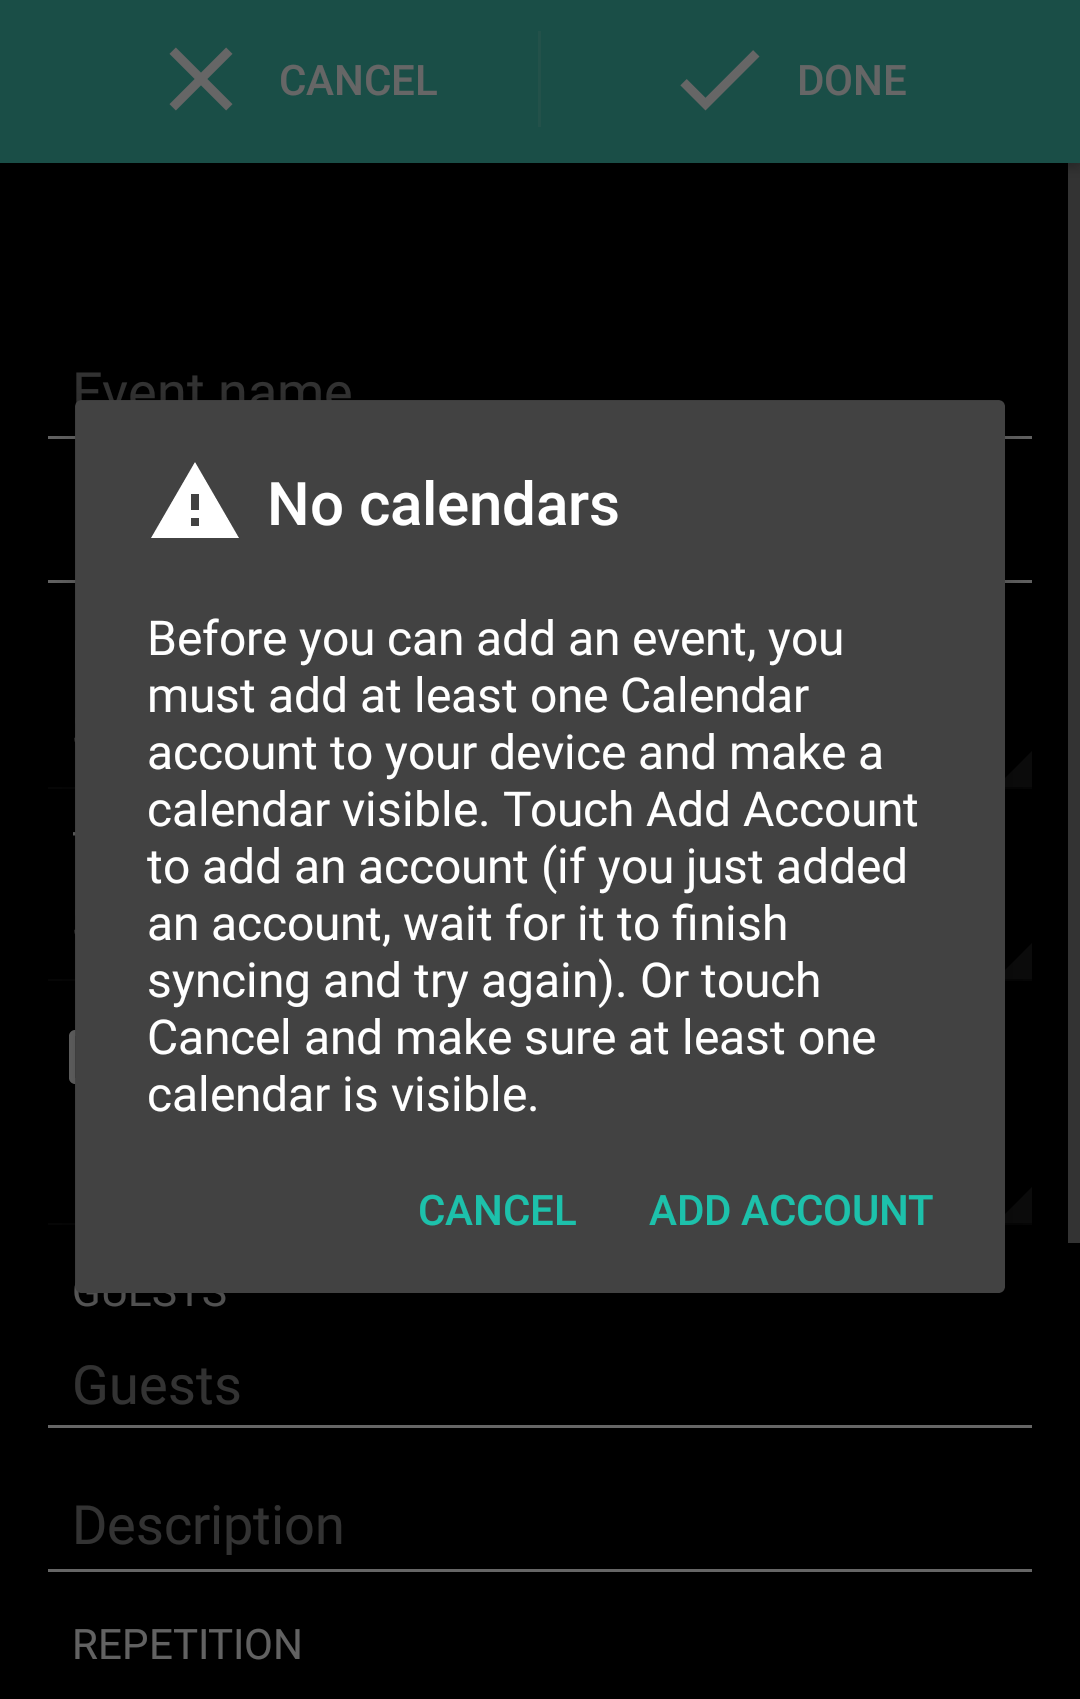 CANCEL
DONE
Event name
No calendars
Before you can add an event, you
must add at least one Calendar
account to your device and make a
calendar visible. Touch Add Account
to add an account (if you just added
an account, wait for it to finish
syncing and try again). Or touch
Cancel and make sure at least one
calendar is visible.
CANCEL
ADD ACCOUNT
GUESTS
Guests
Description
REPETITION